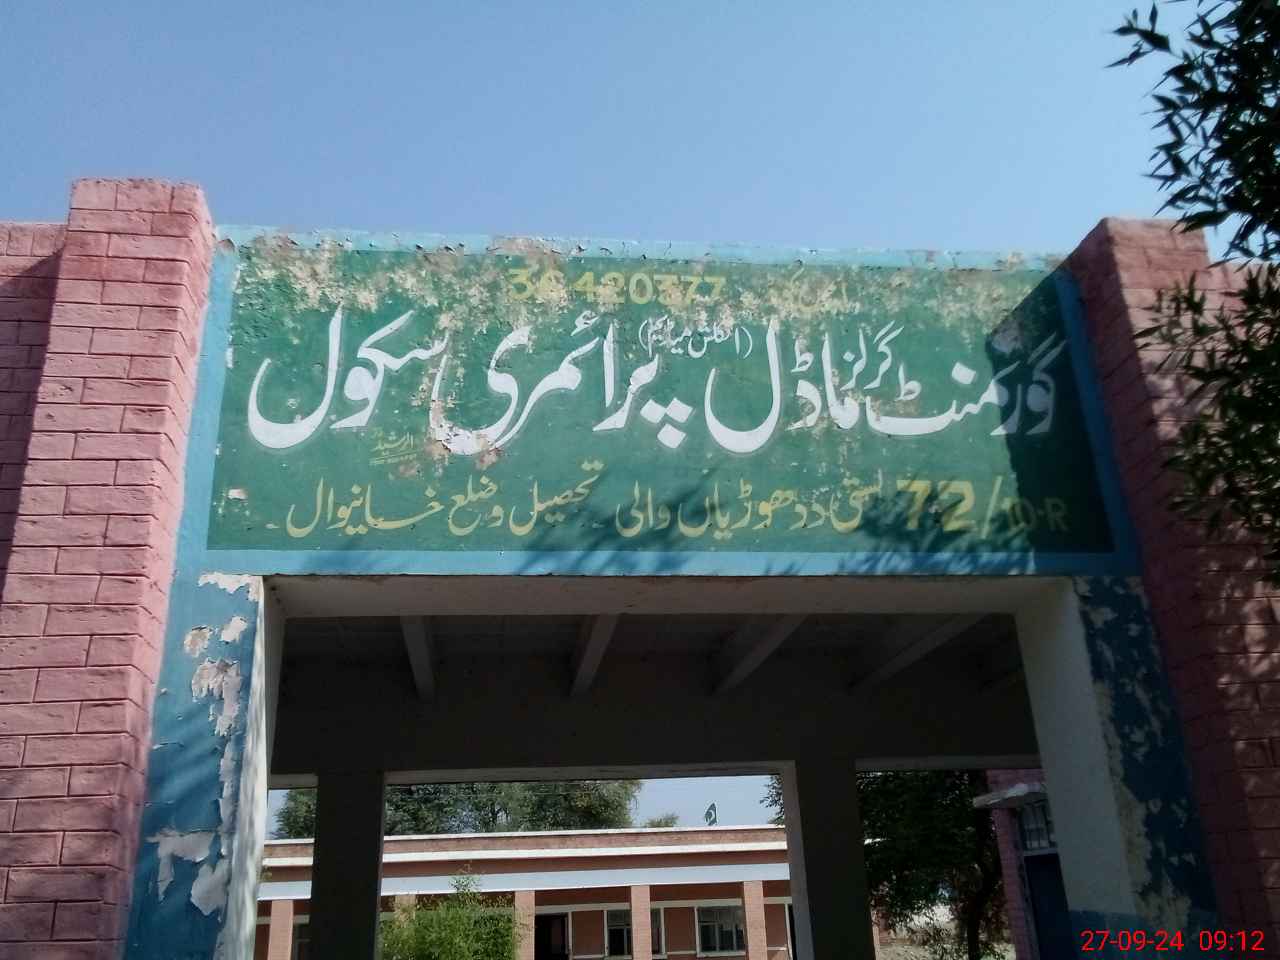 36420377
گورنمنٹ گرلز ماڈل (انگلش میڈیم) پرائمری سکول
72/10-R بستی ددھوڑیاں والی تحصیل و ضلع خانیوال
27-09-24 09:12